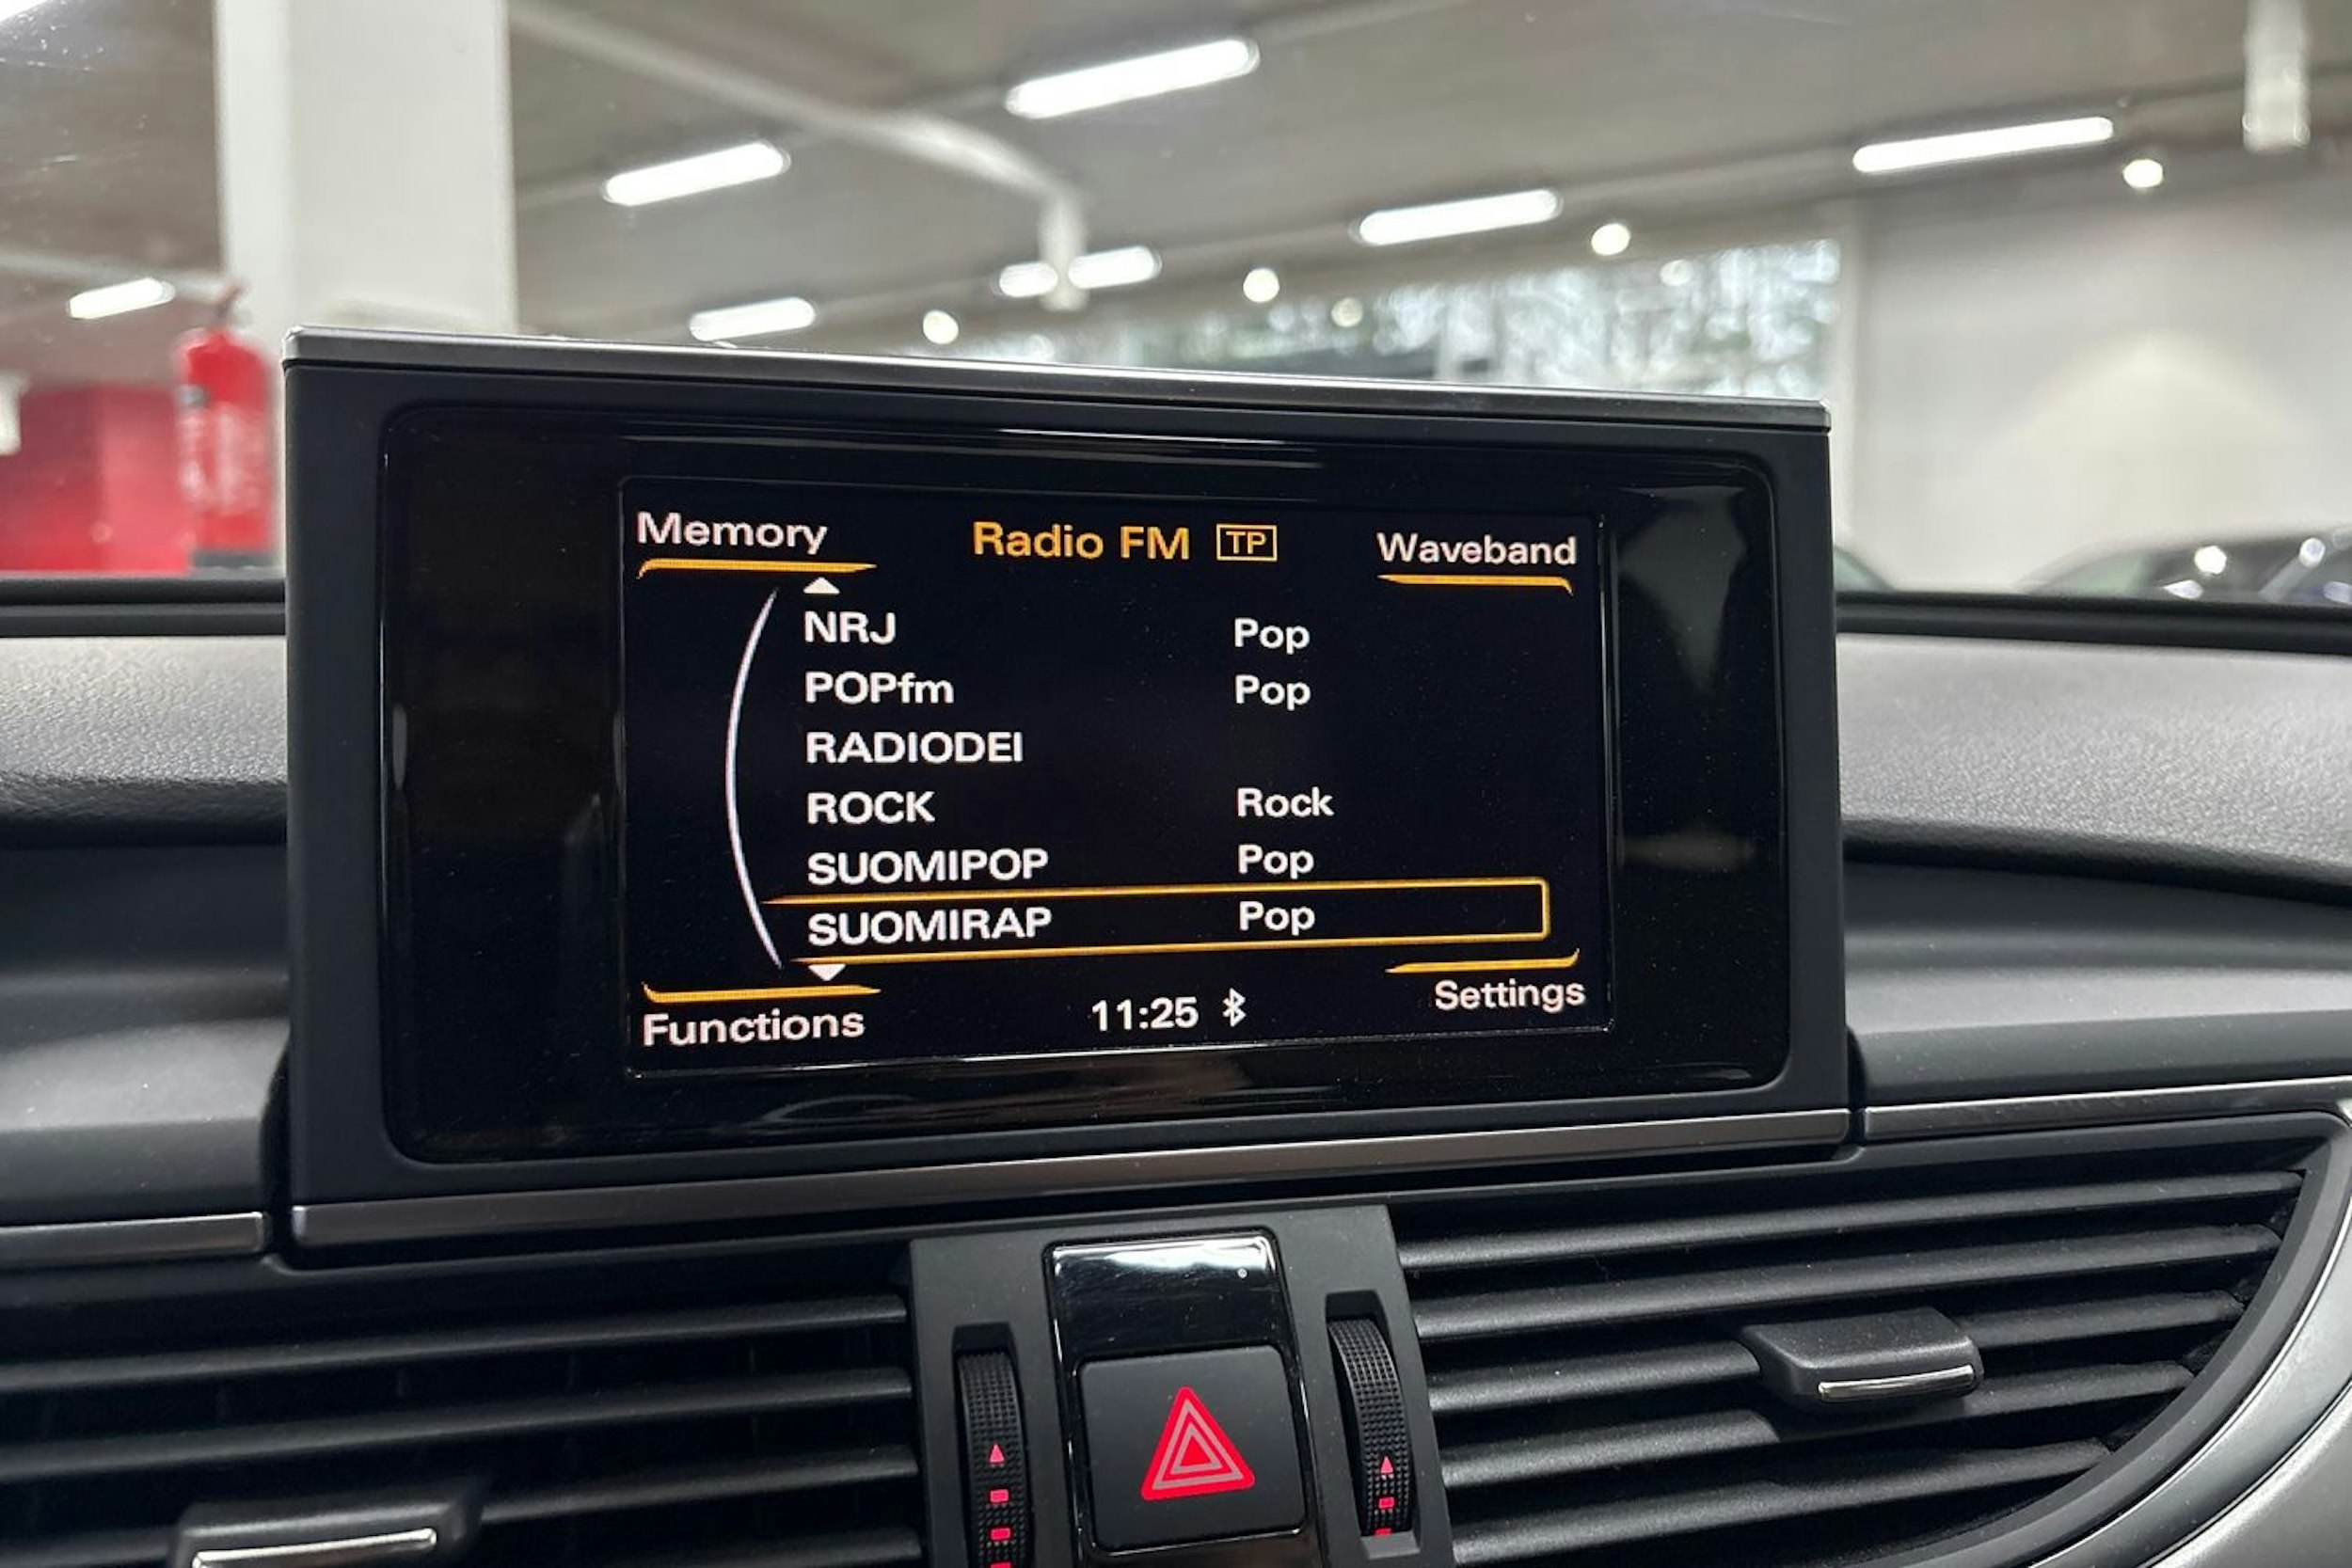 Memory Radio FM TP Waveband
NRJ Pop
POPfm Pop
RADIODEI
ROCK Rock
SUOMIPOP Pop
SUOMIRAP Pop
Functions 11:25 Settings